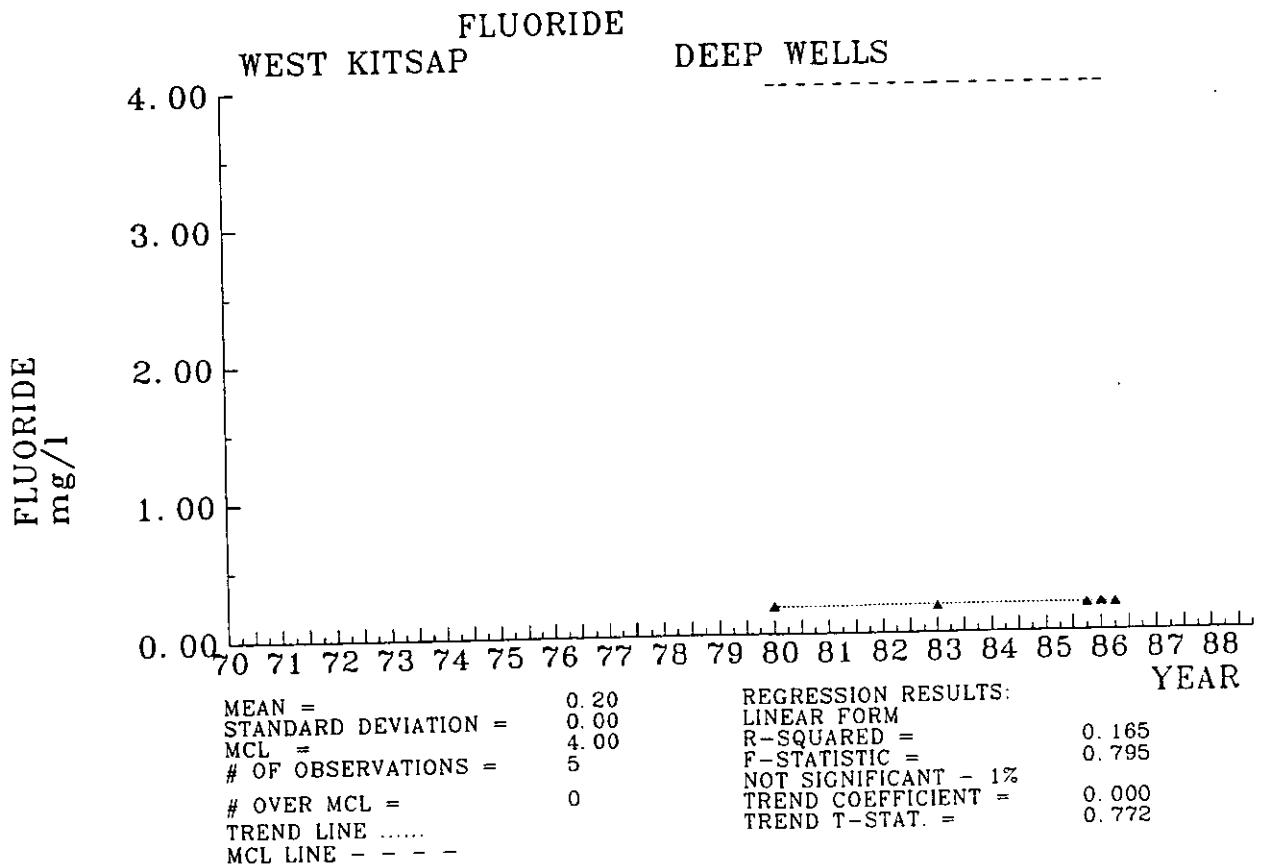 FLUORIDE
WEST KITSAP DEEP WELLS
4.00
3.00
2.00
1.00
0.00
FLUORIDE
mg/l
70 71 72 73 74 75 76 77 78 79 80 81 82 83 84 85 86 87 88
YEAR
MEAN = 0.20
STANDARD DEVIATION = 0.00
MCL = 4.00
# OF OBSERVATIONS = 5
# OVER MCL = 0
TREND LINE ......
MCL LINE - - - -
REGRESSION RESULTS:
LINEAR FORM
R-SQUARED = 0.165
F-STATISTIC = 0.795
NOT SIGNIFICANT - 1%
TREND COEFFICIENT = 0.000
TREND T-STAT. = 0.772